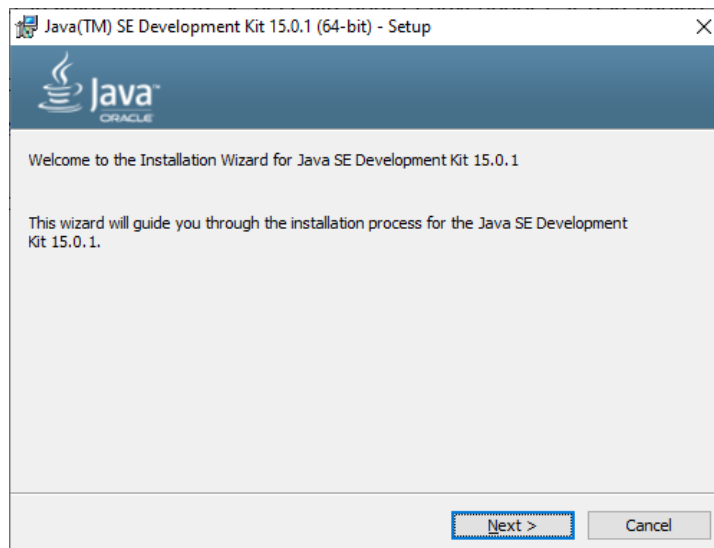 Java(TM) SE Development Kit 15.0.1 (64-bit) - Setup
Java™
ORACLE
Welcome to the Installation Wizard for Java SE Development Kit 15.0.1
This wizard will guide you through the installation process for the Java SE Development
Kit 15.0.1.
Next >
Cancel